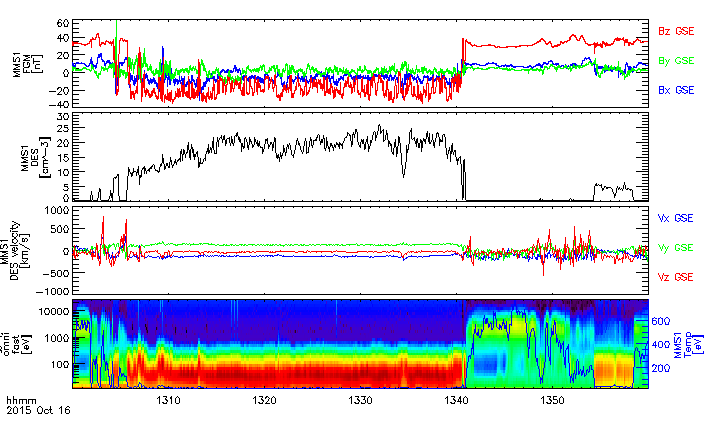 60
40
20
0
−20
−40
MMS1
FGM
[nT]
Bz GSE
By GSE
Bx GSE
30
25
20
15
10
5
0
MMS1
DES
[cm^−3]
1000
500
0
−500
−1000
MMS1
DES velocity
[km/s]
Vx GSE
Vy GSE
Vz GSE
10000
1000
100
omni
fast
[eV]
600
400
200
MMS1
Temp
[eV]
hhmm
2015 Oct 16
1310
1320
1330
1340
1350